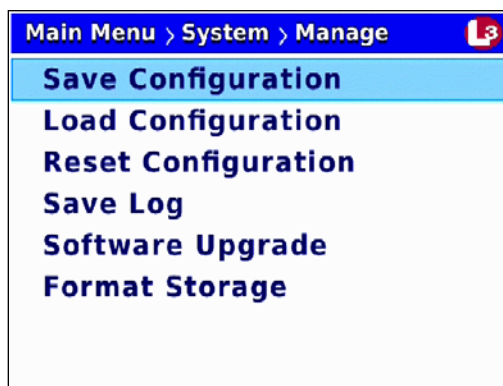 Main Menu > System > Manage L3
Save Configuration
Load Configuration
Reset Configuration
Save Log
Software Upgrade
Format Storage